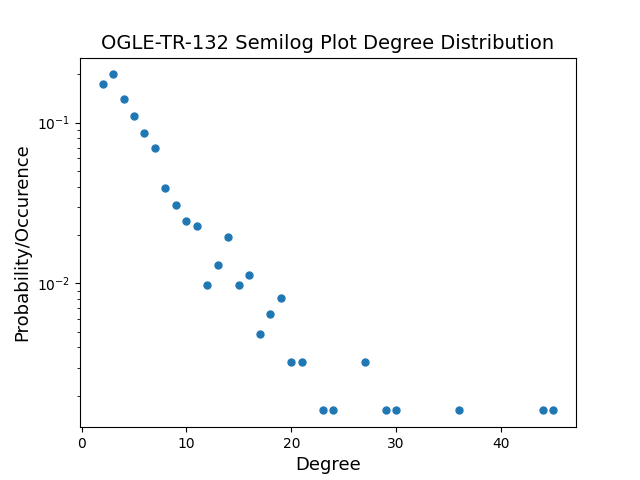 OGLE-TR-132 Semilog Plot Degree Distribution
Probability/Occurence
10⁻¹
10⁻²
0 10 20 30 40
Degree